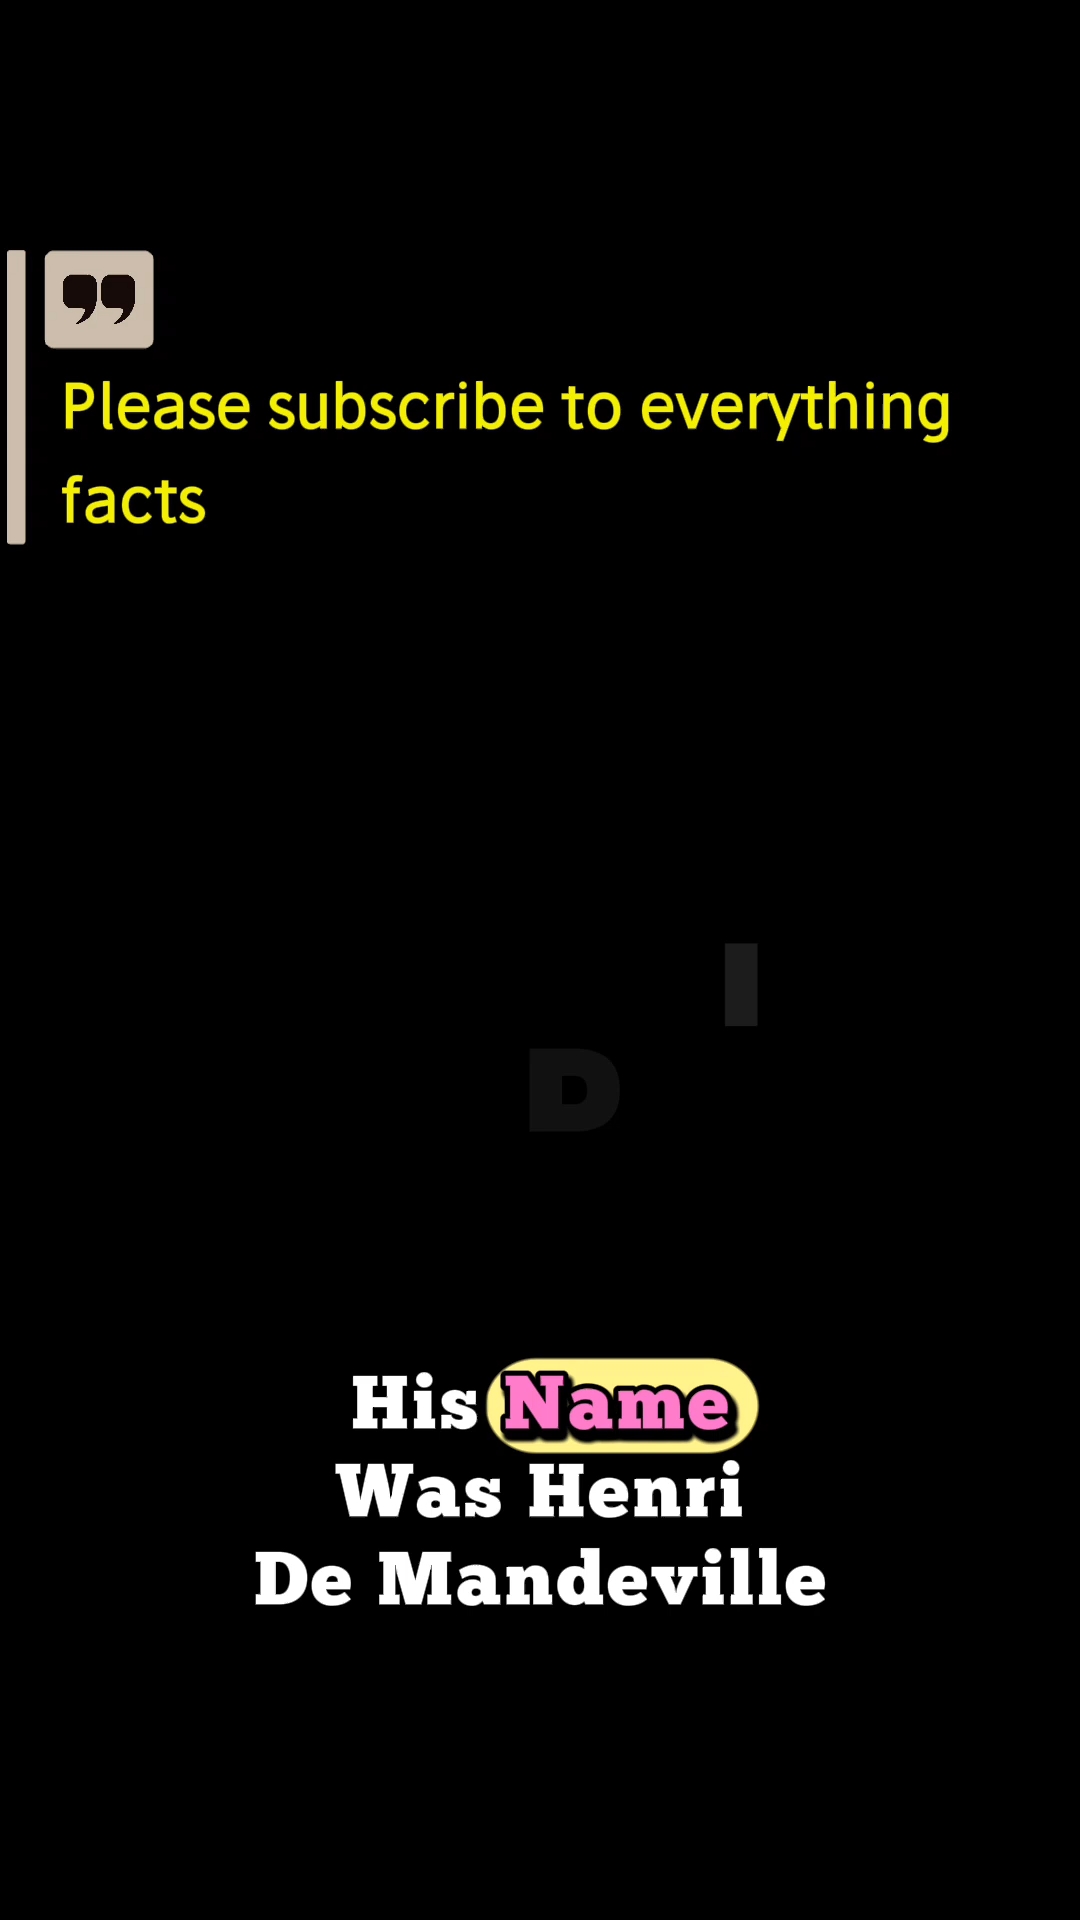 Please subscribe to everything
facts
I
D
His Name
Was Henri
De Mandeville